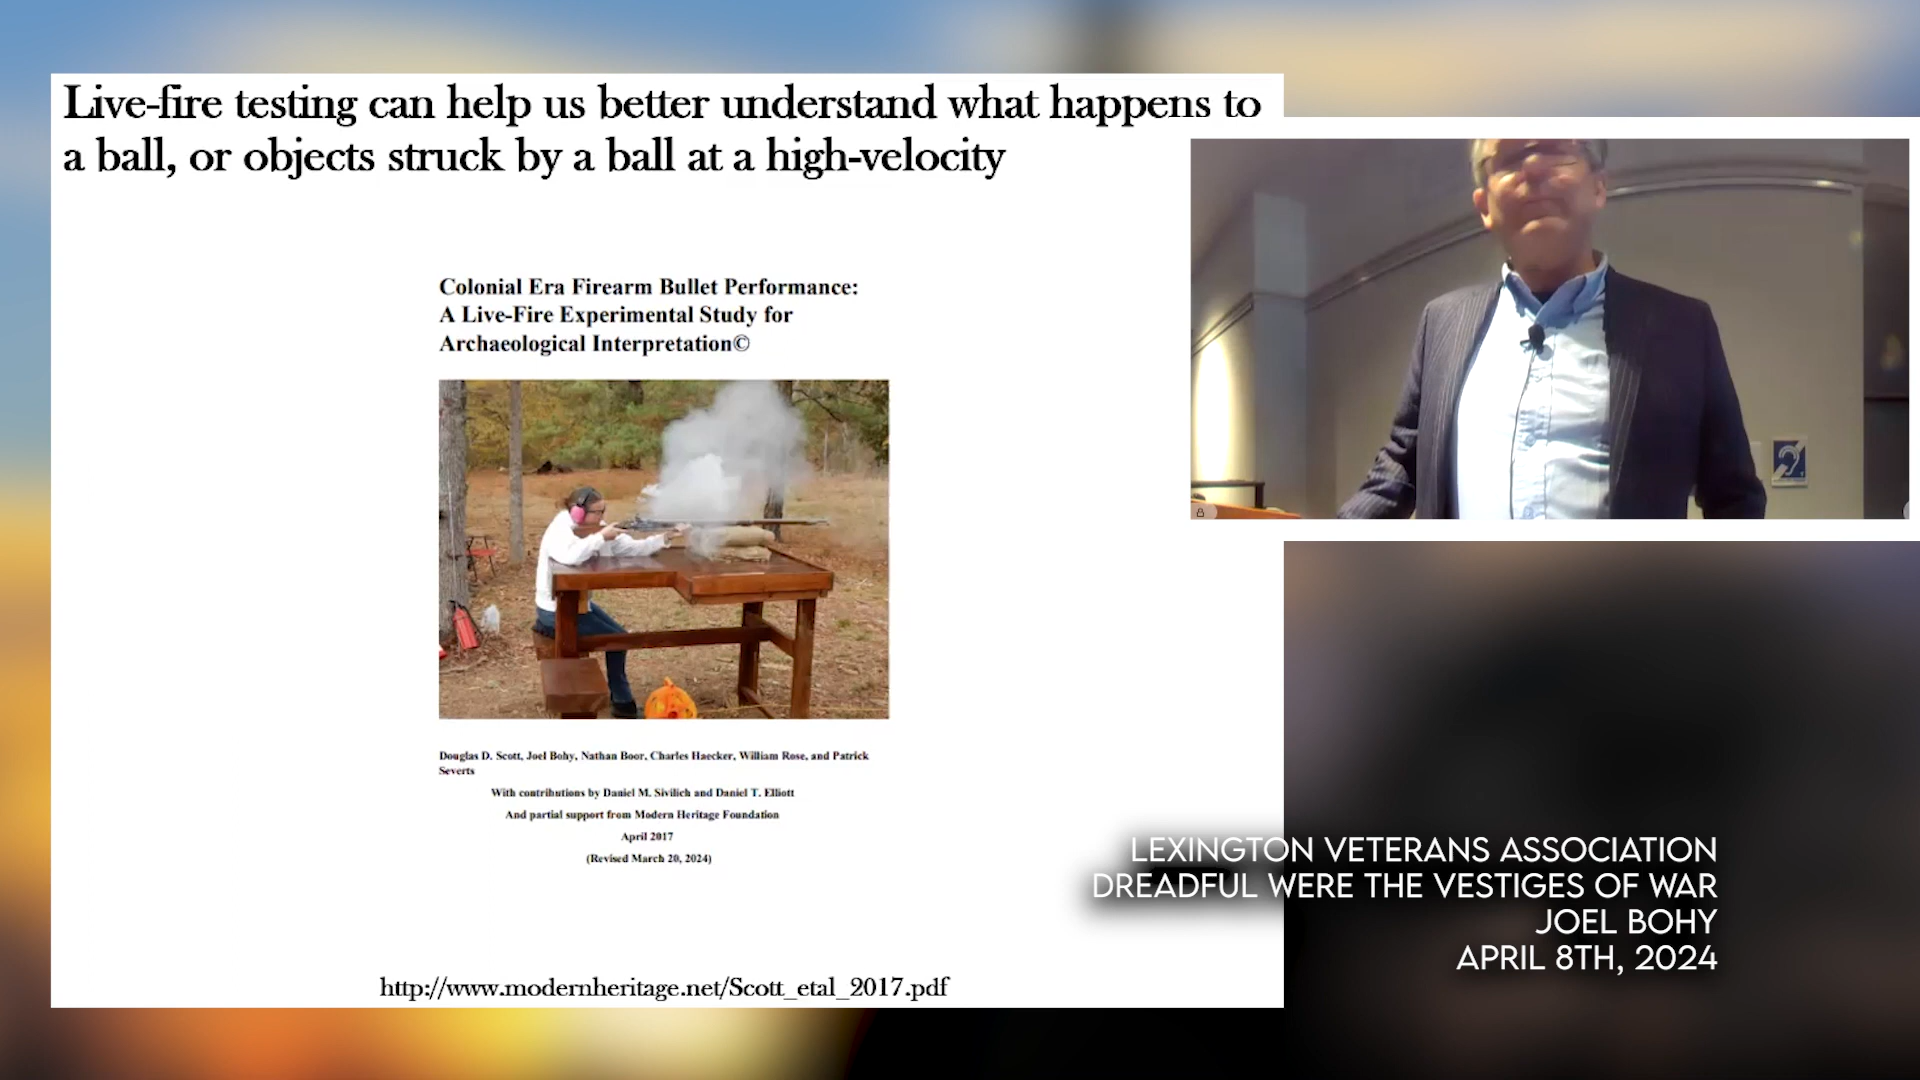 Live-fire testing can help us better understand what happens to
a ball, or objects struck by a ball at a high-velocity
Colonial Era Firearm Bullet Performance:
A Live-Fire Experimental Study for
Archaeological Interpretation©
Douglas D. Scott, Joel Bohy, Nathan Boor, Charles Haecker, William Rose, and Patrick
Severts
With contributions by Daniel M. Sivilich and Daniel T. Elliott
And partial support from Modern Heritage Foundation
April 2017
(Revised March 20, 2024)
http://www.modernheritage.net/Scott_etal_2017.pdf
LEXINGTON VETERANS ASSOCIATION
DREADFUL WERE THE VESTIGES OF WAR
JOEL BOHY
APRIL 8TH, 2024